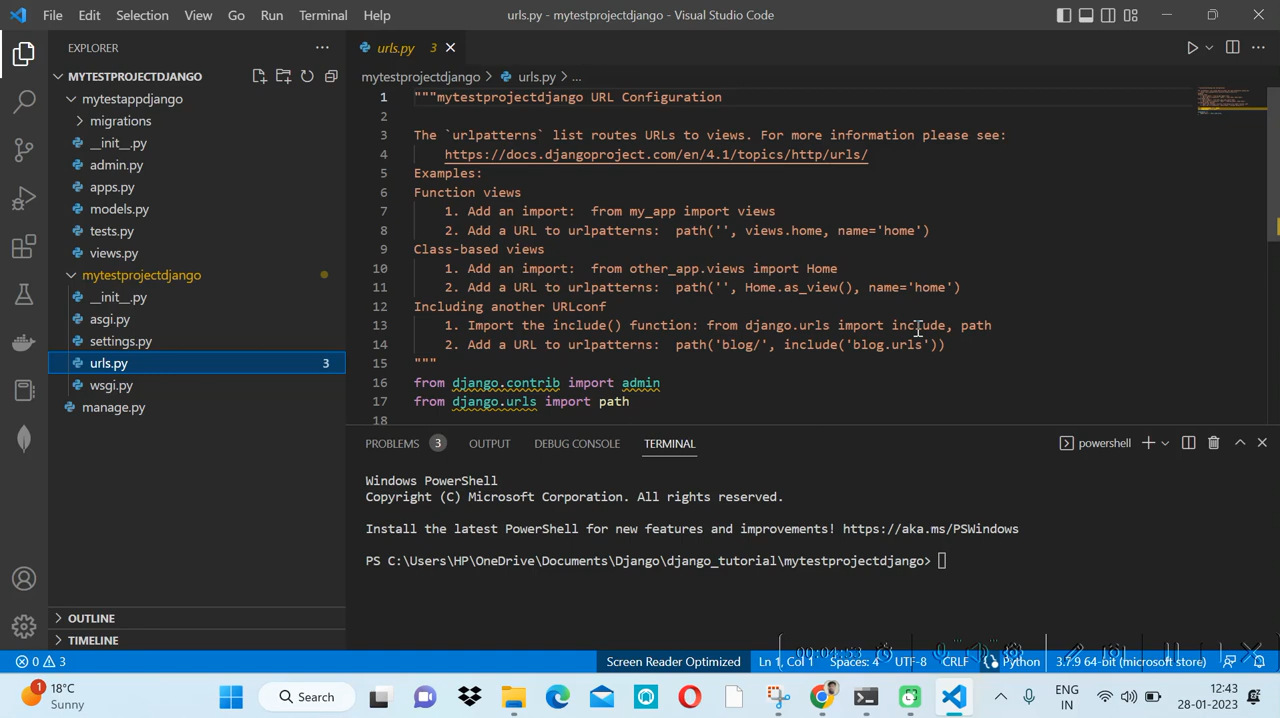 File Edit Selection View Go Run Terminal Help urls.py - mytestprojectdjango - Visual Studio Code
EXPLORER
MYTESTPROJECTDJANGO
mytestappdjango
migrations
__init__.py
admin.py
apps.py
models.py
tests.py
views.py
mytestprojectdjango
__init__.py
asgi.py
settings.py
urls.py 3
wsgi.py
manage.py
OUTLINE
TIMELINE
urls.py 3
mytestprojectdjango > urls.py > ...
1 """mytestprojectdjango URL Configuration
2
3 The `urlpatterns` list routes URLs to views. For more information please see:
4 https://docs.djangoproject.com/en/4.1/topics/http/urls/
5 Examples:
6 Function views
7 1. Add an import:  from my_app import views
8 2. Add a URL to urlpatterns:  path('', views.home, name='home')
9 Class-based views
10 1. Add an import:  from other_app.views import Home
11 2. Add a URL to urlpatterns:  path('', Home.as_view(), name='home')
12 Including another URLconf
13 1. Import the include() function: from django.urls import include, path
14 2. Add a URL to urlpatterns:  path('blog/', include('blog.urls'))
15 """
16 from django.contrib import admin
17 from django.urls import path
18
PROBLEMS 3 OUTPUT DEBUG CONSOLE TERMINAL powershell
Windows PowerShell
Copyright (C) Microsoft Corporation. All rights reserved.
Install the latest PowerShell for new features and improvements! https://aka.ms/PSWindows
PS C:\Users\HP\OneDrive\Documents\Django\django_tutorial\mytestprojectdjango>
00:04:53
0 3 Screen Reader Optimized Ln 1, Col 1 Spaces: 4 UTF-8 CRLF Python 3.7.9 64-bit (microsoft store)
1 18°C
Sunny
Search
ENG
IN
12:43
28-01-2023